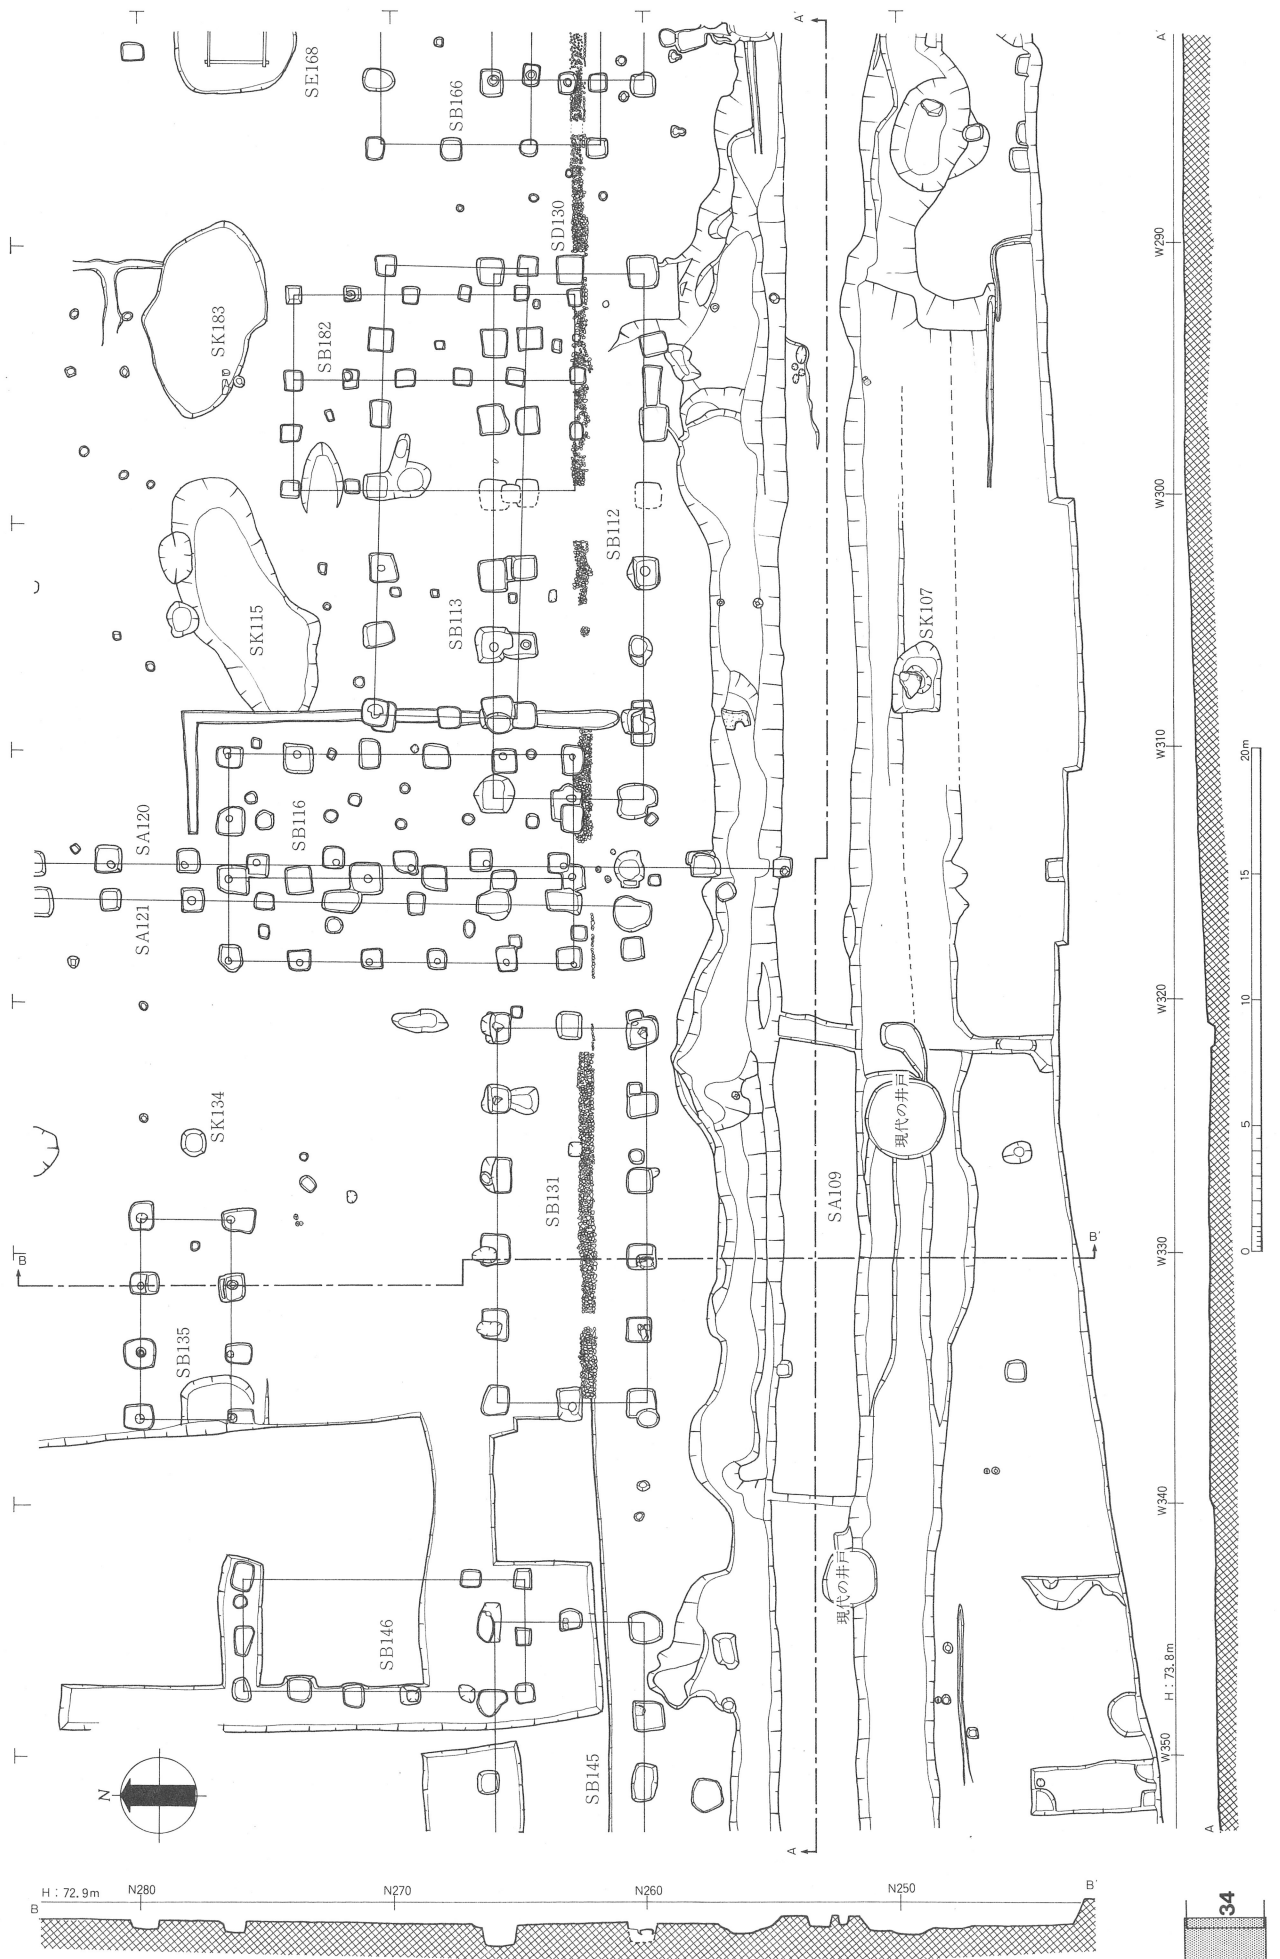 SE168
SB166
SD130
SK183
SB182
SK115
SB113
SB112
SK107
SA120
SB116
SA121
SK134
SB131
SA109
現代の井戸
SB135
SB146
現代の井戸
SB145
N
A'
A
A'
A
B
B'
W290
W300
W310
W320
W330
W340
W350
H : 73.8m
0
5
10
15
20m
H : 72.9m
N280
N270
N260
N250
B
B'
34